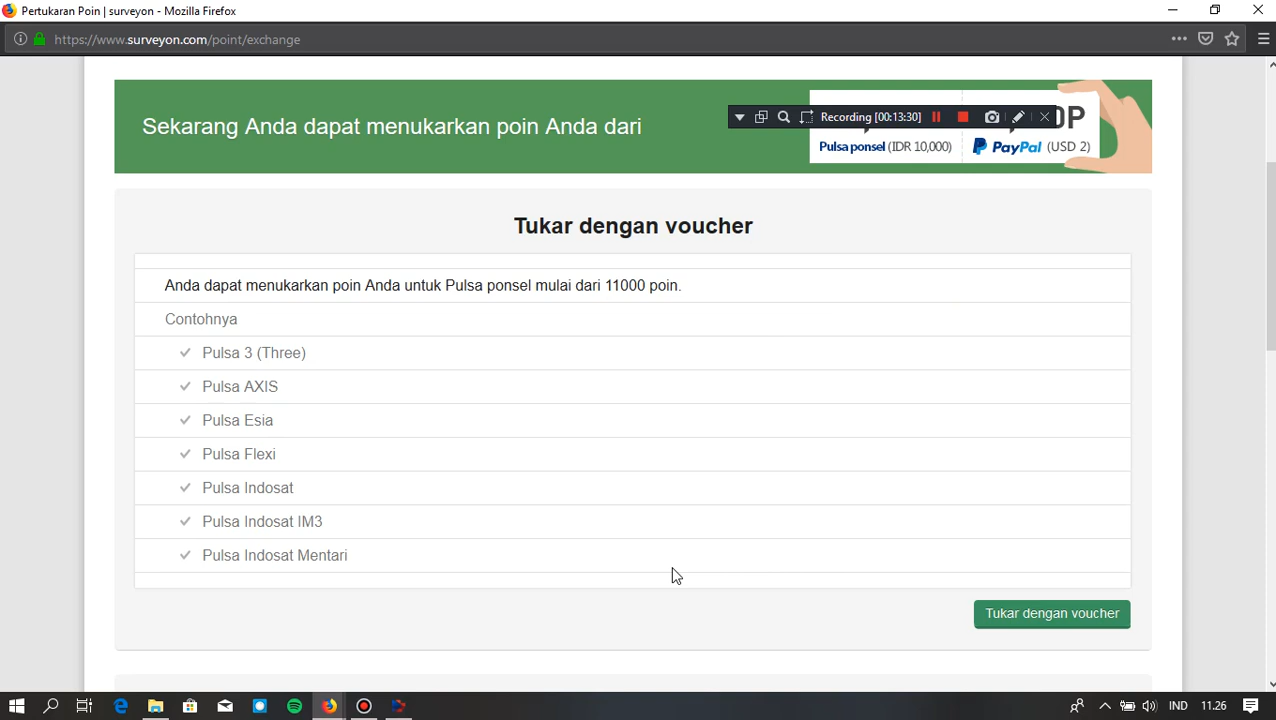 Pertukaran Poin | surveyon - Mozilla Firefox
https://www.surveyon.com/point/exchange
Sekarang Anda dapat menukarkan poin Anda dari
Recording [00:13:30]
OP
Pulsa ponsel (IDR 10,000)
PayPal (USD 2)
Tukar dengan voucher
Anda dapat menukarkan poin Anda untuk Pulsa ponsel mulai dari 11000 poin.
Contohnya
Pulsa 3 (Three)
Pulsa AXIS
Pulsa Esia
Pulsa Flexi
Pulsa Indosat
Pulsa Indosat IM3
Pulsa Indosat Mentari
Tukar dengan voucher
IND
11.26